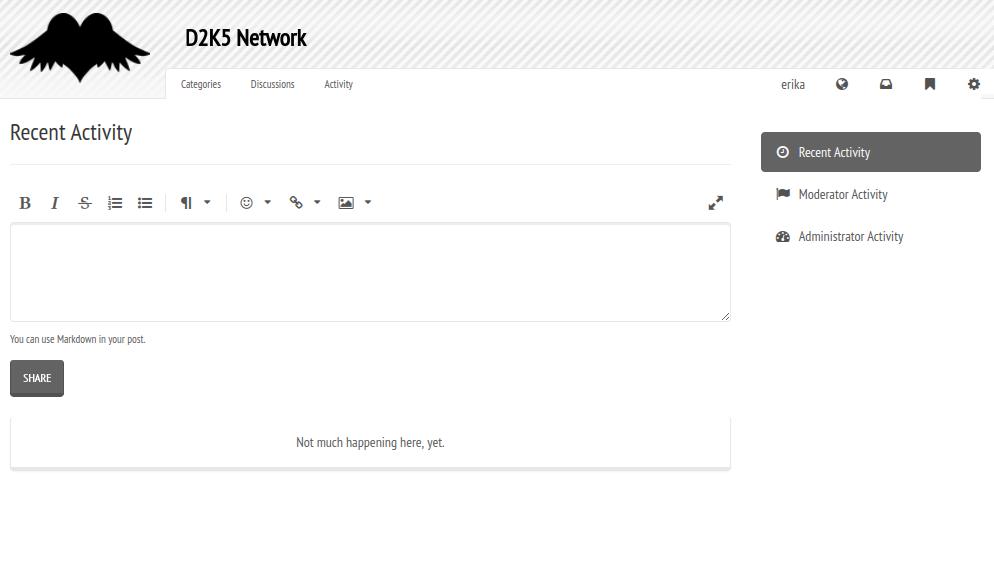 D2K5 Network
Categories Discussions Activity erika
Recent Activity
Recent Activity
Moderator Activity
Administrator Activity
B I S ¶
You can use Markdown in your post.
SHARE
Not much happening here, yet.